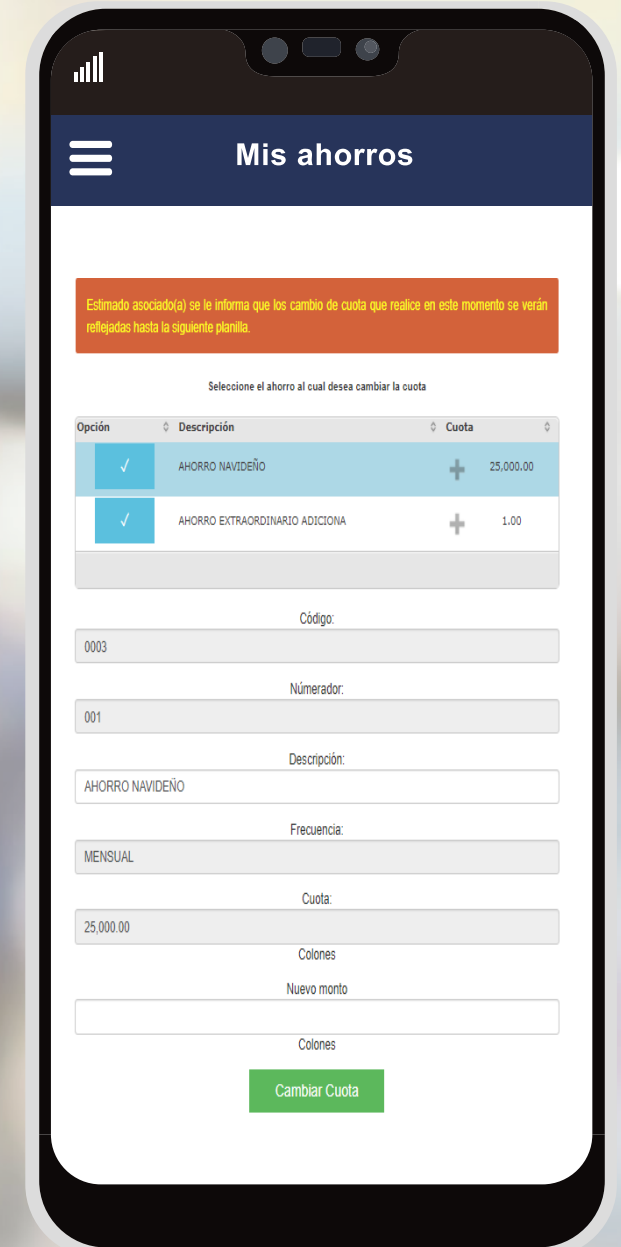 Mis ahorros
Estimado asociado(a) se le informa que los cambio de cuota que realice en este momento se verán
reflejadas hasta la siguiente planilla.
Seleccione el ahorro al cual desea cambiar la cuota
Opción Descripción Cuota
AHORRO NAVIDEÑO 25,000.00
AHORRO EXTRAORDINARIO ADICIONA 1.00
Código:
0003
Númerador:
001
Descripción:
AHORRO NAVIDEÑO
Frecuencia:
MENSUAL
Cuota:
25,000.00
Colones
Nuevo monto
Colones
Cambiar Cuota